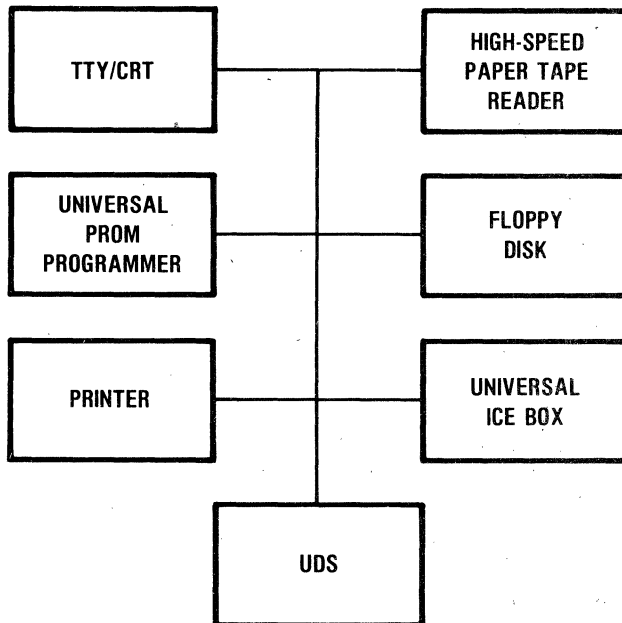 TTY/CRT
HIGH-SPEED
PAPER TAPE
READER
UNIVERSAL
PROM
PROGRAMMER
FLOPPY
DISK
PRINTER
UNIVERSAL
ICE BOX
UDS